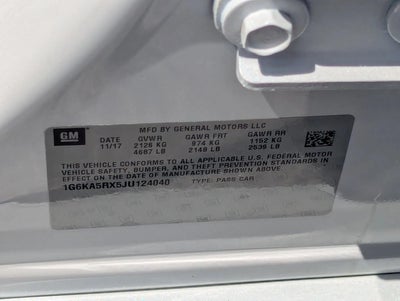 GM
MFD BY GENERAL MOTORS LLC
DATE GVWR GAWR FRT GAWR RR
11/17 2126 KG 974 KG 1152 KG
4687 LB 2148 LB 2539 LB
THIS VEHICLE CONFORMS TO ALL APPLICABLE U.S. FEDERAL MOTOR
VEHICLE SAFETY, BUMPER, AND THEFT PREVENTION STANDARDS
IN EFFECT ON THE DATE OF MANUFACTURE SHOWN ABOVE.
1G6KA5RX5JU124040 TYPE: PASS CAR